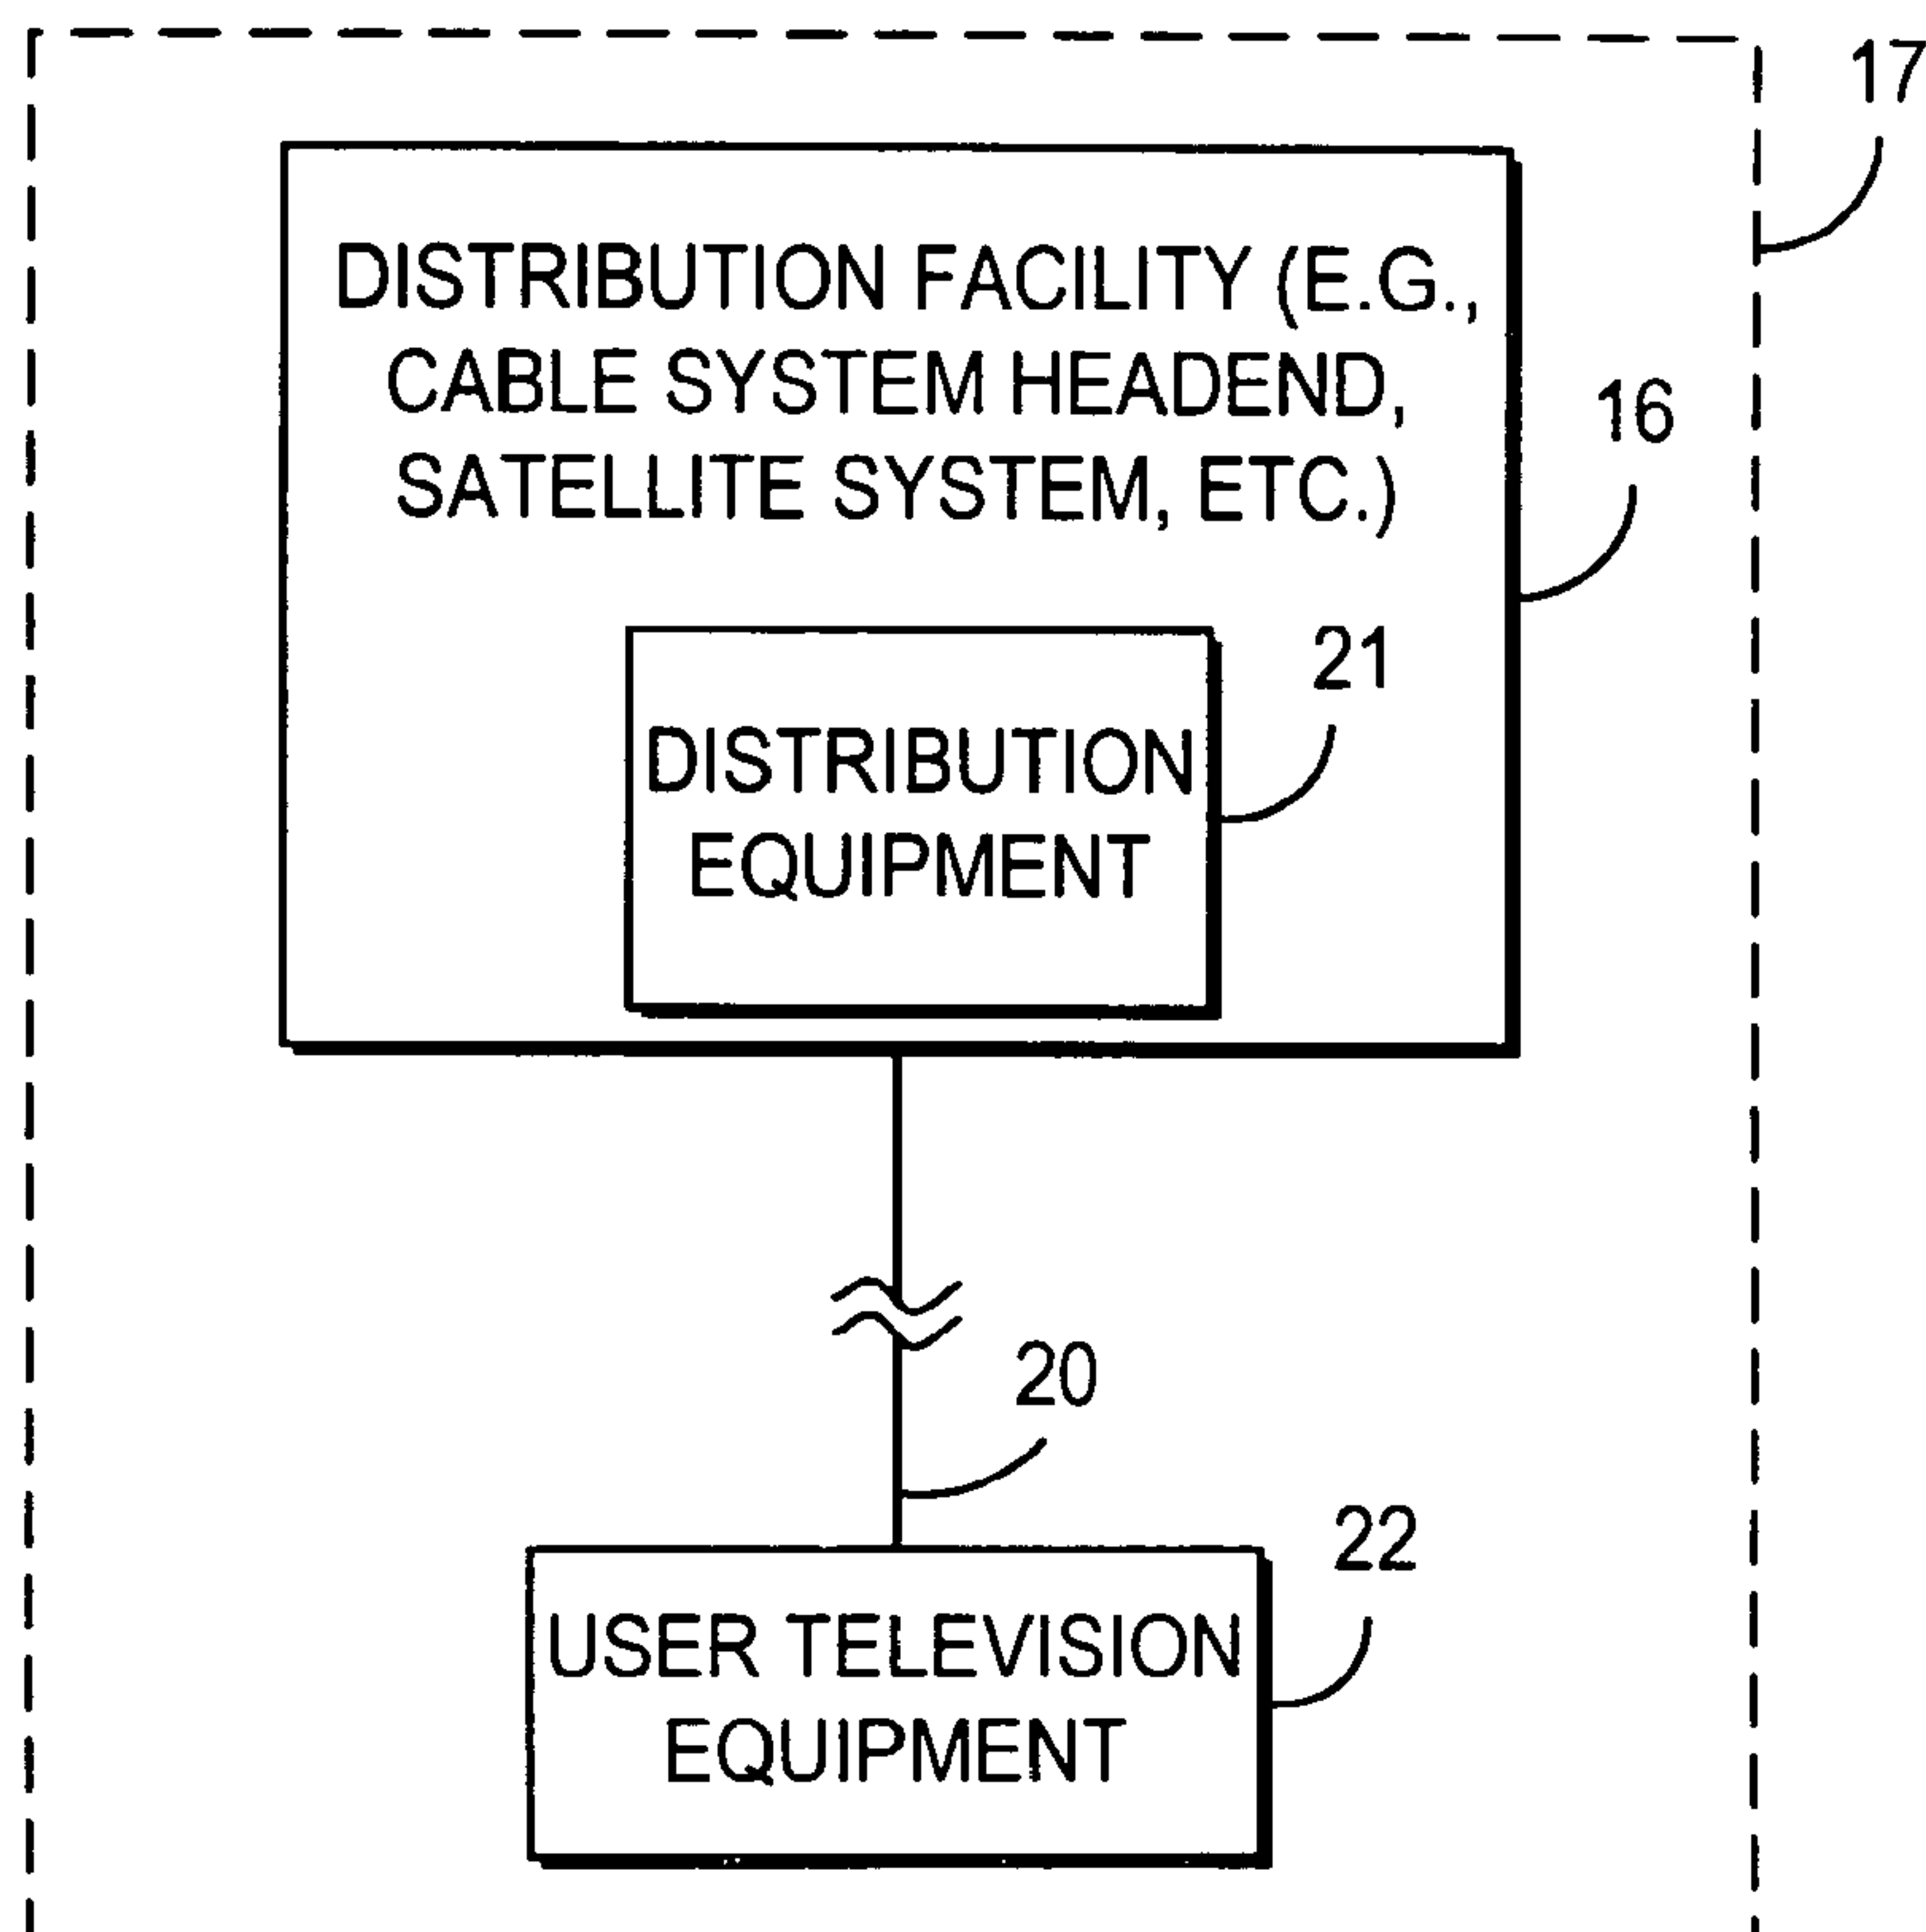 17
DISTRIBUTION FACILITY (E.G.,
CABLE SYSTEM HEADEND,
SATELLITE SYSTEM, ETC.)
16
21
DISTRIBUTION
EQUIPMENT
20
22
USER TELEVISION
EQUIPMENT